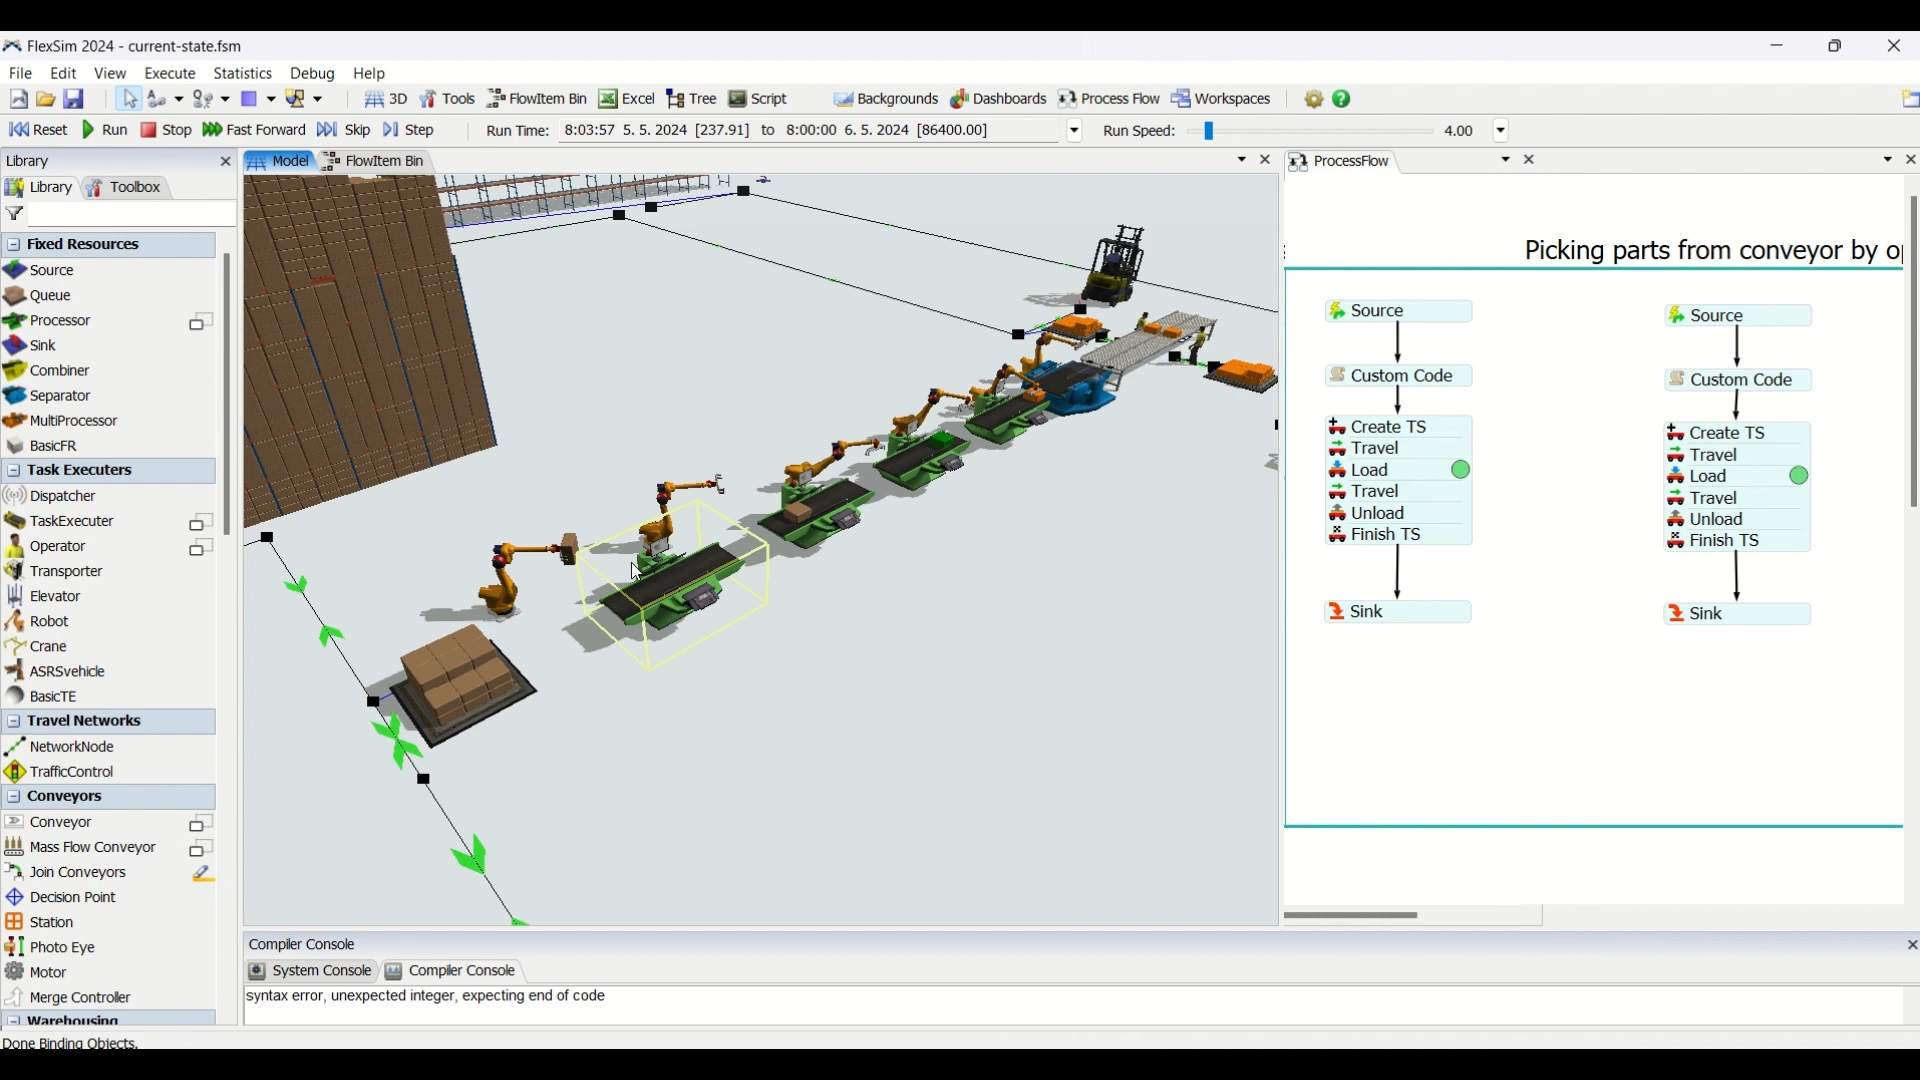 FlexSim 2024 - current-state.fsm
File Edit View Execute Statistics Debug Help
3D Tools FlowItem Bin Excel Tree Script Backgrounds Dashboards Process Flow Workspaces
Reset Run Stop Fast Forward Skip Step Run Time: 8:03:57 5. 5. 2024 [237.91] to 8:00:00 6. 5. 2024 [86400.00] Run Speed: 4.00
Library
Library Toolbox
Fixed Resources
Source
Queue
Processor
Sink
Combiner
Separator
MultiProcessor
BasicFR
Task Executers
Dispatcher
TaskExecuter
Operator
Transporter
Elevator
Robot
Crane
ASRSvehicle
BasicTE
Travel Networks
NetworkNode
TrafficControl
Conveyors
Conveyor
Mass Flow Conveyor
Join Conveyors
Decision Point
Station
Photo Eye
Motor
Merge Controller
Warehousing
Done Binding Objects.
Model FlowItem Bin
ProcessFlow
Picking parts from conveyor by
Source
Custom Code
Create TS
Travel
Load
Travel
Unload
Finish TS
Sink
Source
Custom Code
Create TS
Travel
Load
Travel
Unload
Finish TS
Sink
Compiler Console
System Console Compiler Console
syntax error, unexpected integer, expecting end of code